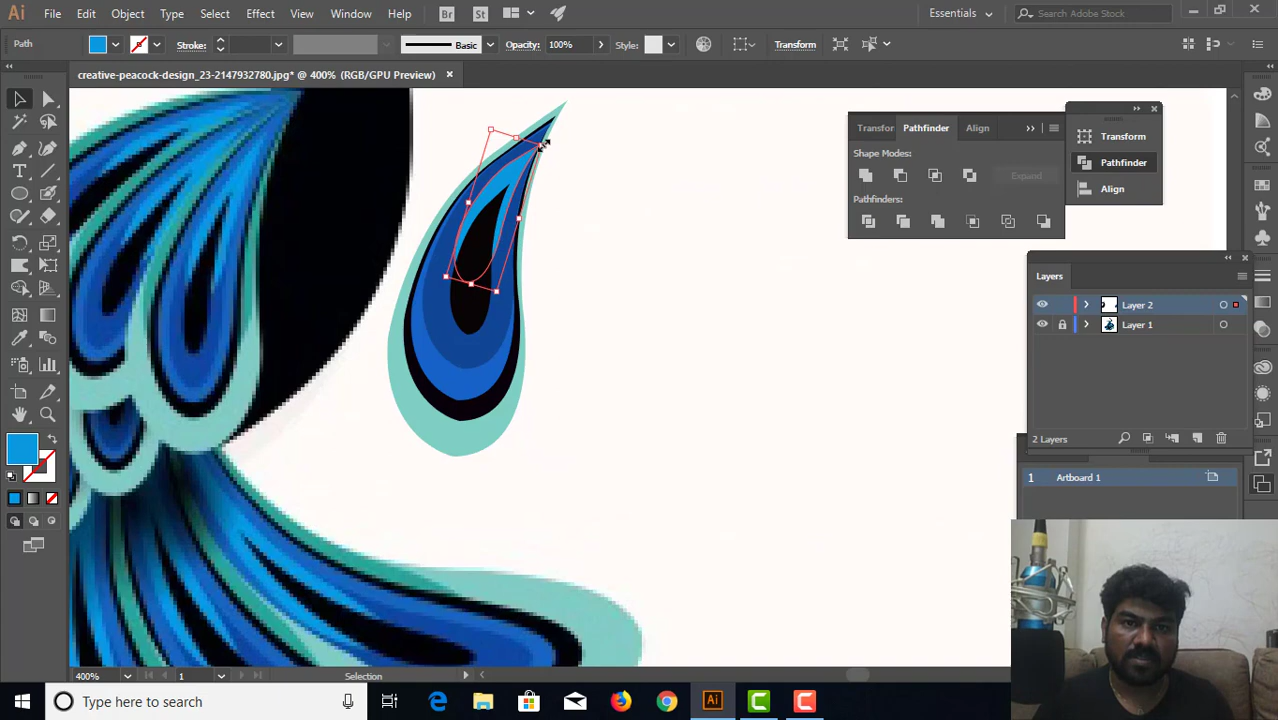 Ai File Edit Object Type Select Effect View Window Help Br St Essentials Search Adobe Stock
Path Stroke: Basic Opacity: 100% Style: Transform
creative-peacock-design_23-2147932780.jpg* @ 400% (RGB/GPU Preview)
Transfor Pathfinder Align
Shape Modes:
Expand
Pathfinders:
Transform
Pathfinder
Align
Layers
Layer 2
Layer 1
2 Layers
1 Artboard 1
400% 1 Selection
Type here to search Ai